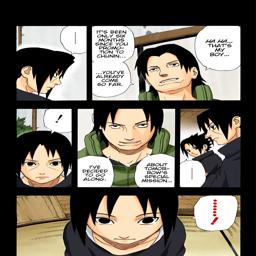 HA HA...
THAT'S
MY
BOY...
IT'S BEEN
ONLY SIX
MONTHS
SINCE YOU
PROMO-
TION TO
CHUNIN...
...YOU'VE
ALREADY
COME
SO FAR.
...
ABOUT
TOMOR-
ROW'S
SPECIAL
MISSION...
I'VE
DECIDED
TO GO
ALONG.
!
......!